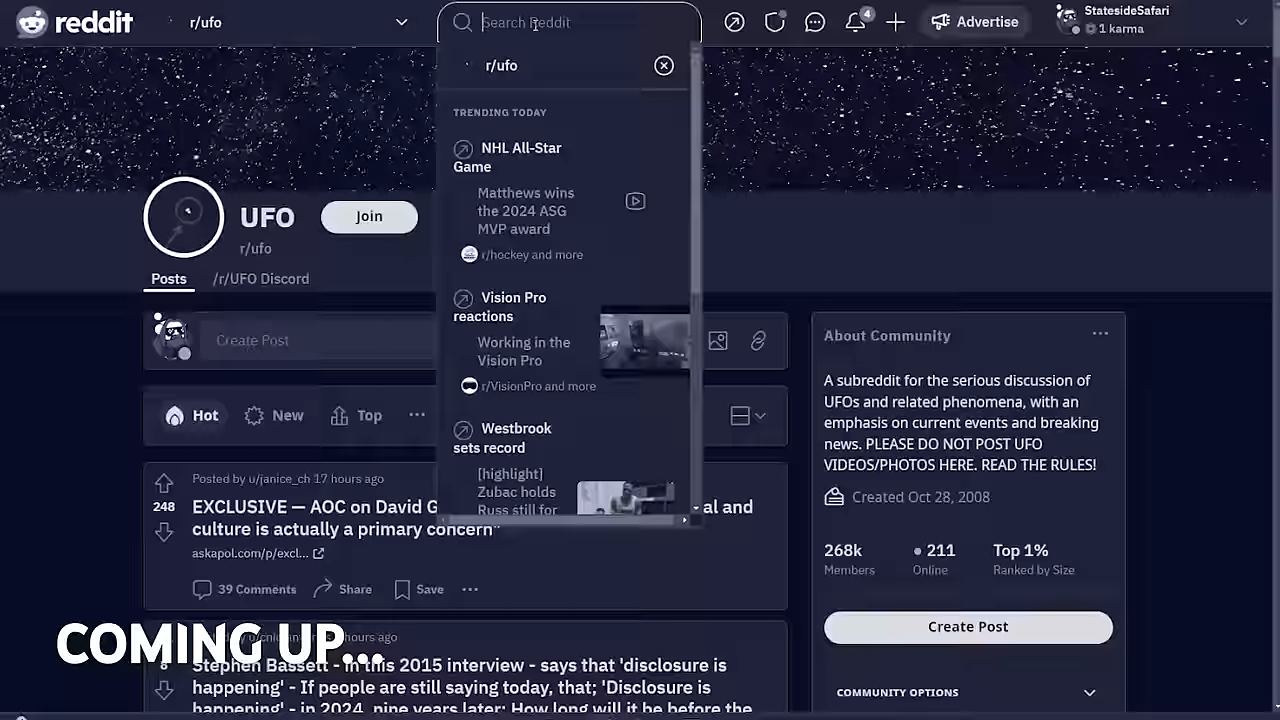 reddit
r/ufo
Search Reddit
4
Advertise
StatesideSafari
1 karma
r/ufo
TRENDING TODAY
NHL All-Star
Game
Matthews wins
the 2024 ASG
MVP award
r/hockey and more
Vision Pro
reactions
Working in the
Vision Pro
r/VisionPro and more
Westbrook
sets record
[highlight]
Zubac holds
Russ still for
UFO
Join
r/ufo
Posts
/r/UFO Discord
Create Post
Hot
New
Top
Posted by u/janice_ch 17 hours ago
248
EXCLUSIVE — AOC on David G
al and
culture is actually a primary concern"
askapol.com/p/excl...
39 Comments
Share
Save
hours ago
8
Stephen Bassett - in this 2015 interview - says that 'disclosure is
happening' - If people are still saying today, that; 'Disclosure is
happening' - in 2024, nine years later: How long will it be before the
About Community
A subreddit for the serious discussion of
UFOs and related phenomena, with an
emphasis on current events and breaking
news. PLEASE DO NOT POST UFO
VIDEOS/PHOTOS HERE. READ THE RULES!
Created Oct 28, 2008
268k
Members
211
Online
Top 1%
Ranked by Size
Create Post
COMMUNITY OPTIONS
COMING UP...